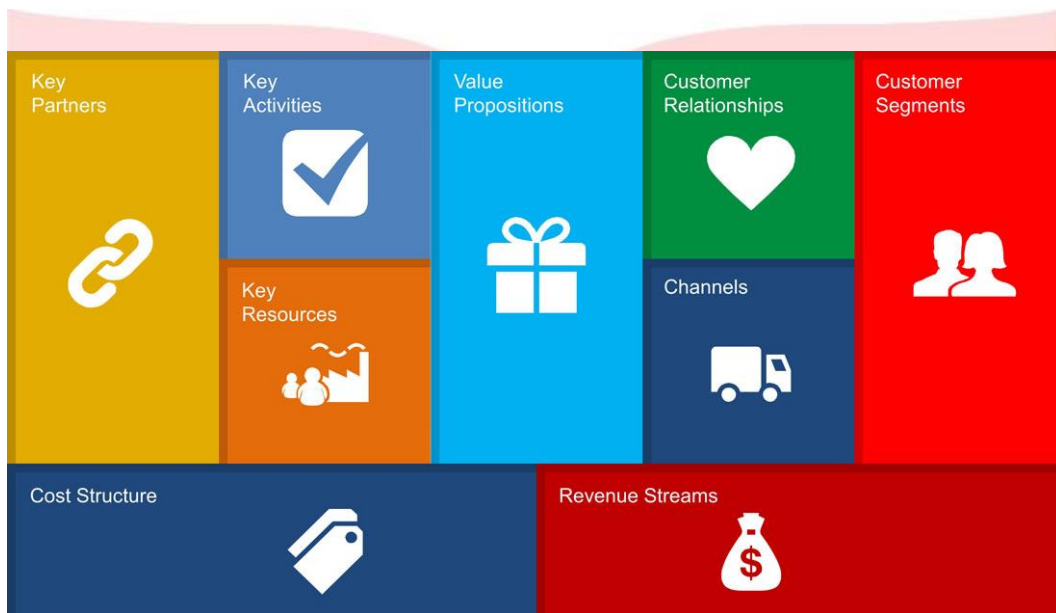 Key
Partners
Key
Activities
Value
Propositions
Customer
Relationships
Customer
Segments
Key
Resources
Channels
Cost Structure
Revenue Streams
$